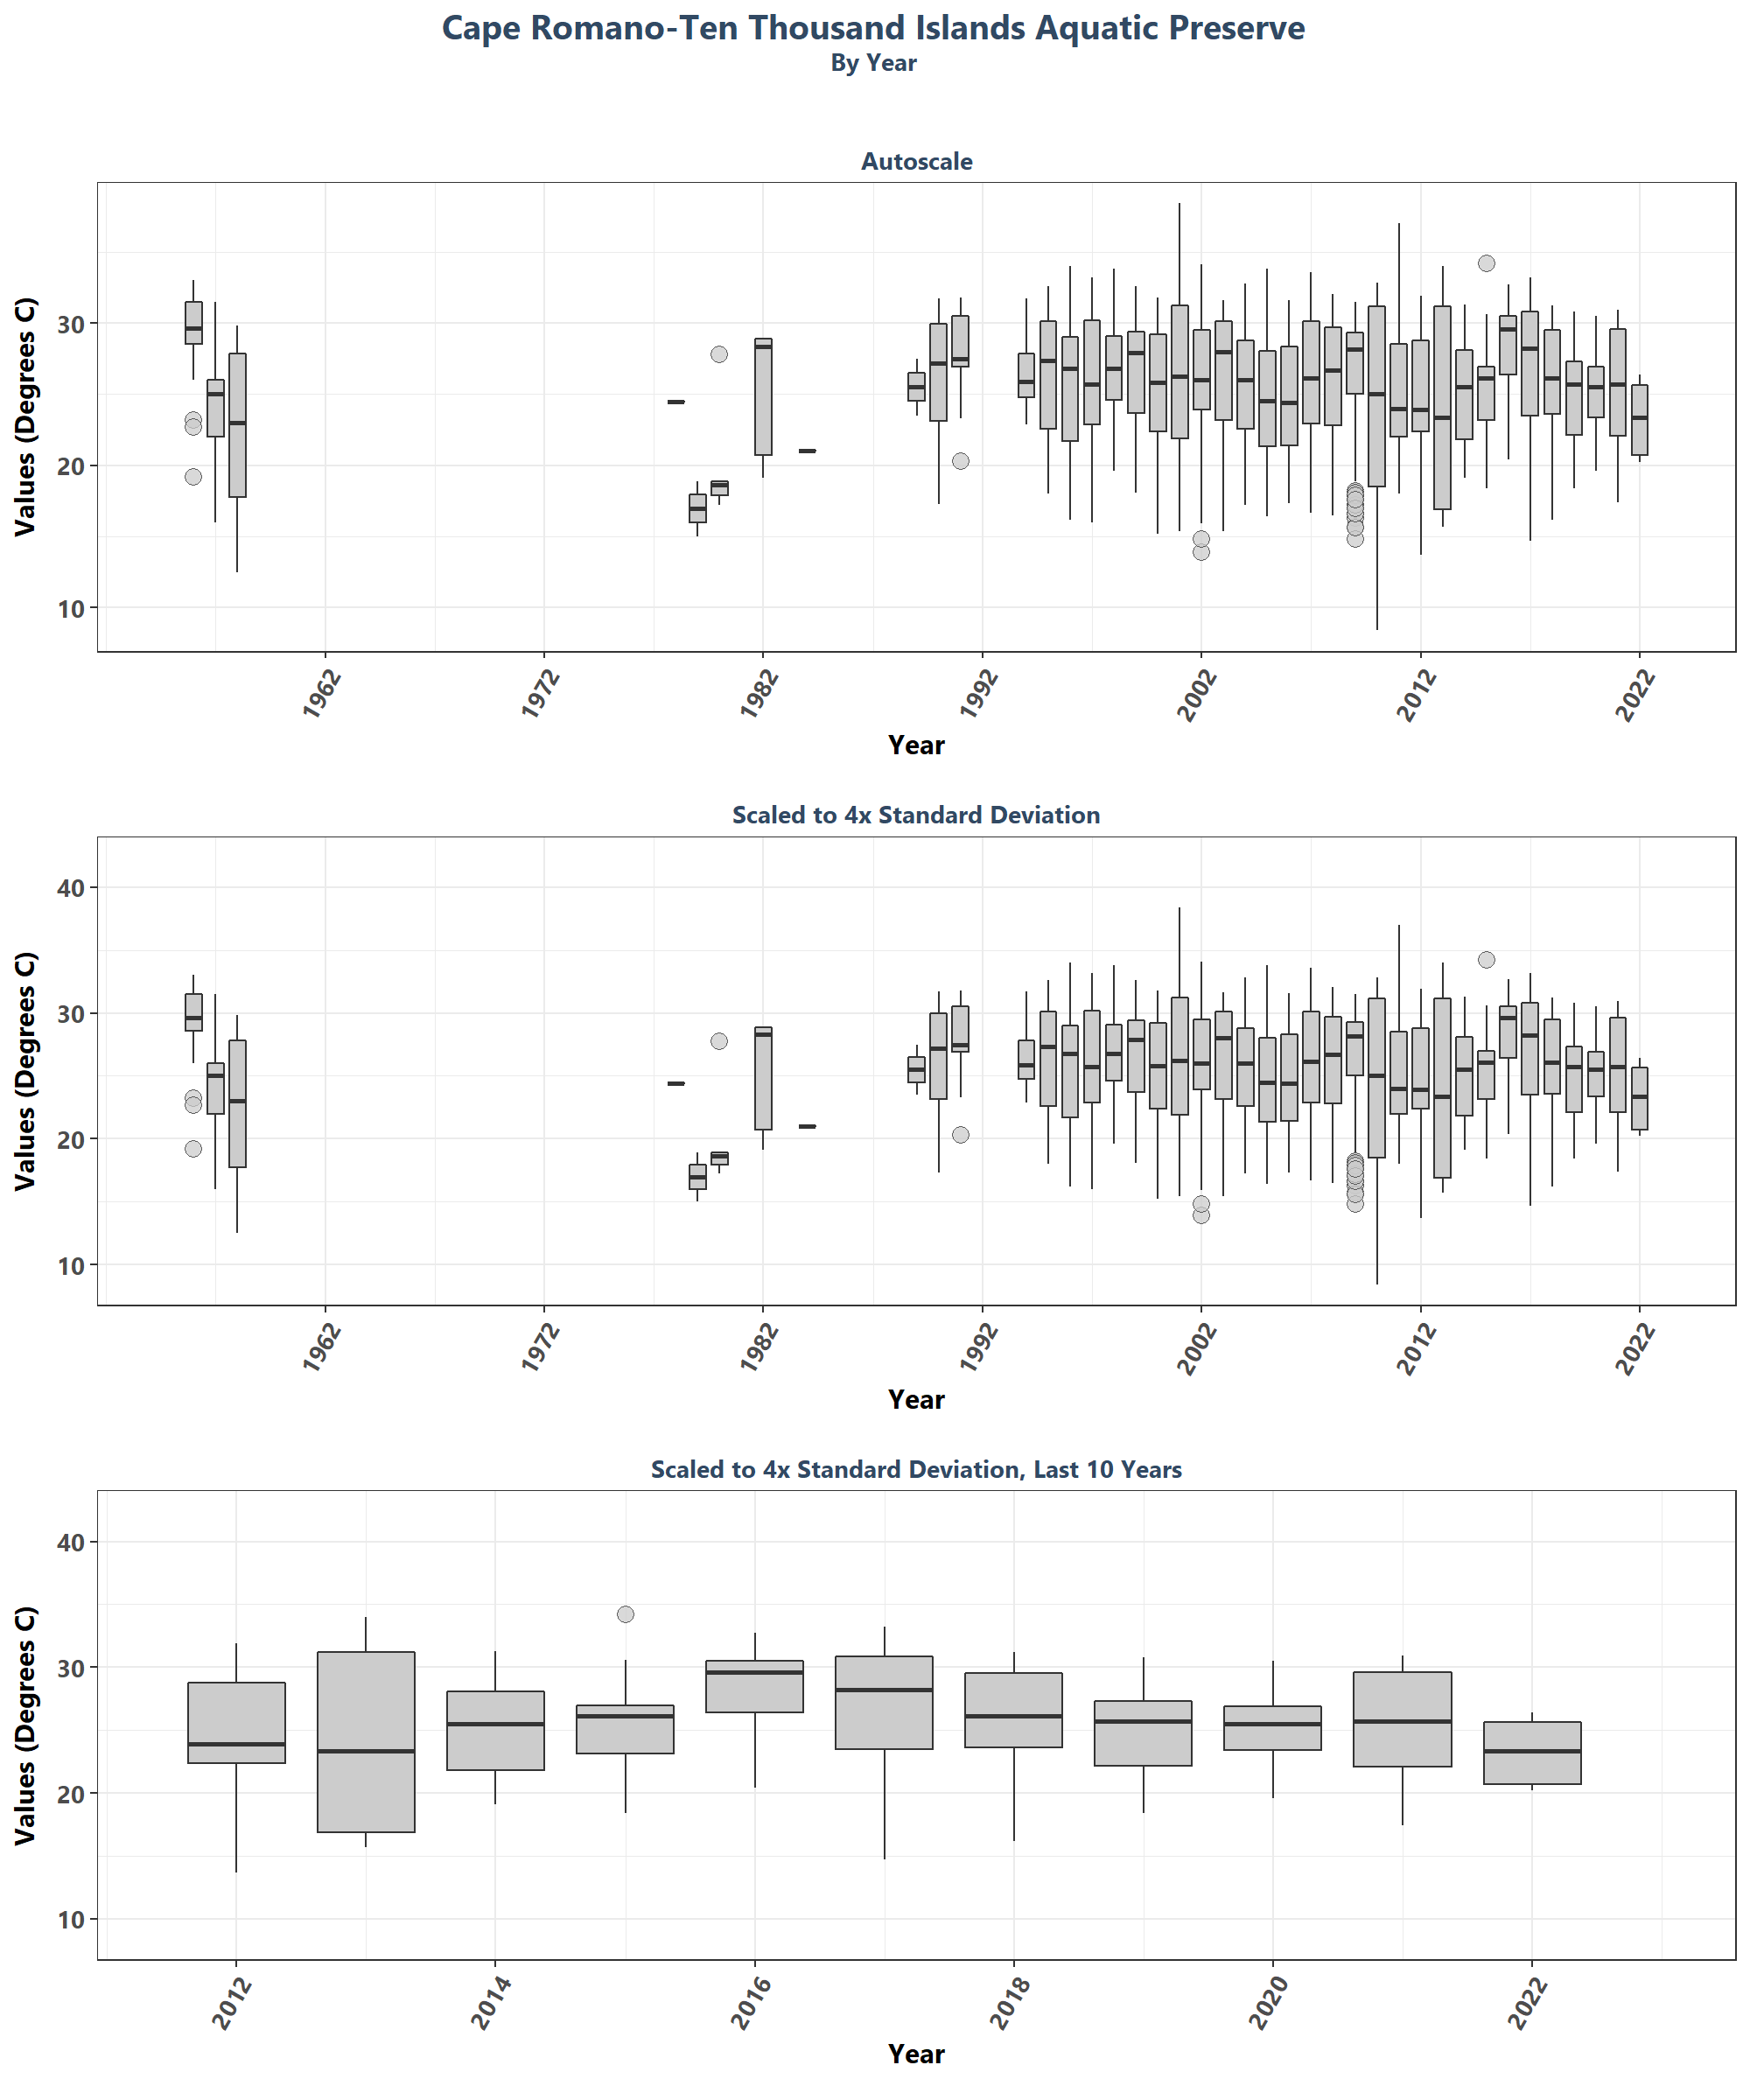 Cape Romano-Ten Thousand Islands Aquatic Preserve
By Year
Autoscale
Values (Degrees C)
30
20
10
1962 1972 1982 1992 2002 2012 2022
Year
Scaled to 4x Standard Deviation
Values (Degrees C)
40
30
20
10
1962 1972 1982 1992 2002 2012 2022
Year
Scaled to 4x Standard Deviation, Last 10 Years
Values (Degrees C)
40
30
20
10
2012 2014 2016 2018 2020 2022
Year